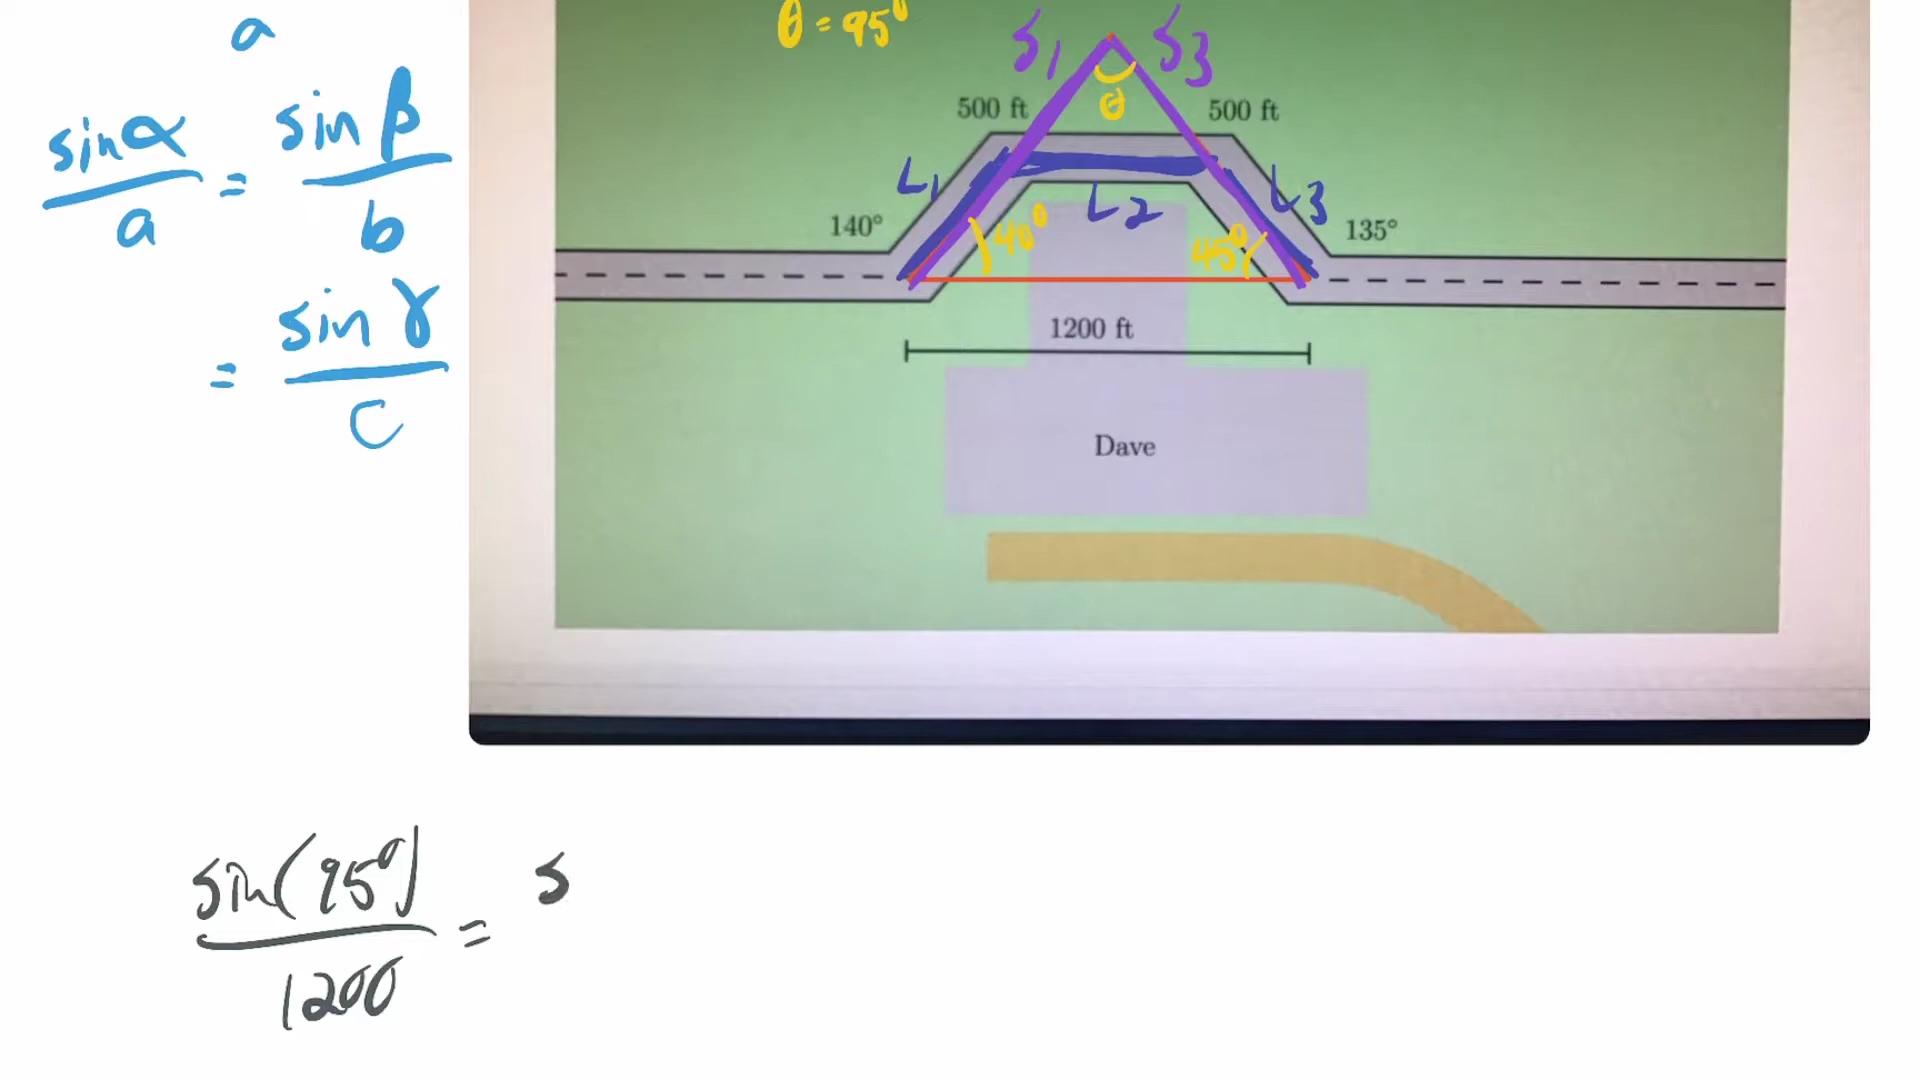 a
sin α / a = sin β / b
= sin γ / c
θ = 95°
S1 S3
θ
500 ft 500 ft
L1 L2 L3
140° 40° 45° 135°
1200 ft
Dave
sin(95°) / 1200 = s